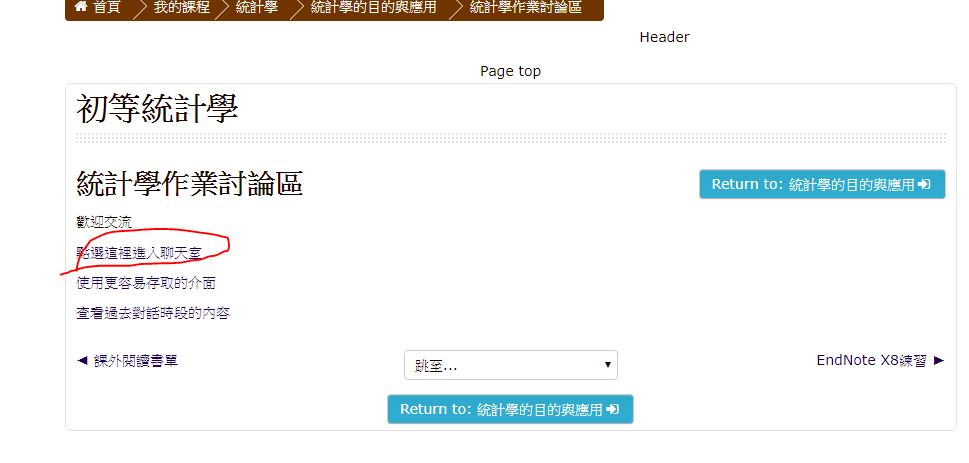 首頁 我的課程 統計學 統計學的目的與應用 統計學作業討論區
Header
Page top
初等統計學
統計學作業討論區
Return to: 統計學的目的與應用
歡迎交流
點選這裡進入聊天室
使用更容易存取的介面
查看過去對話時段的內容
◄ 課外閱讀書單
跳至...
EndNote X8練習 ►
Return to: 統計學的目的與應用